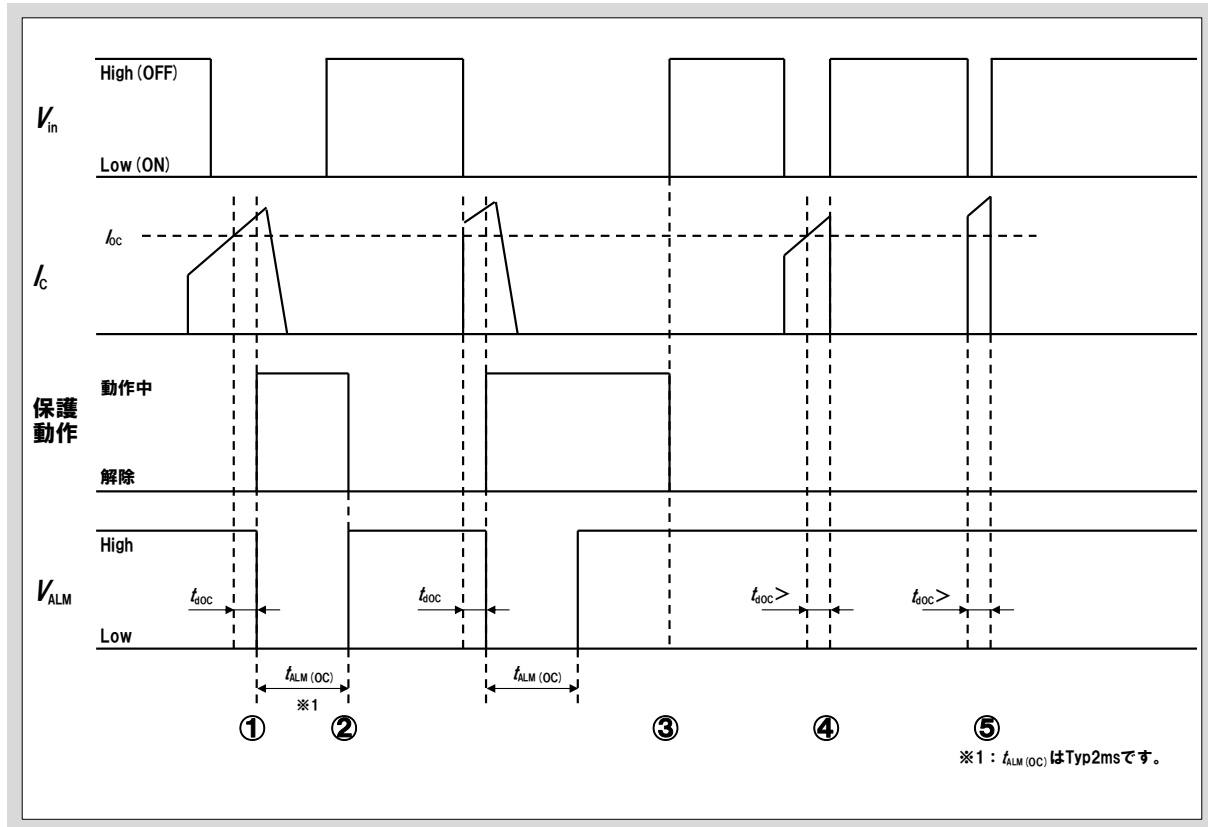 High(OFF)
Vin
Low(ON)
IOC
IC
動作中
保護
動作
解除
High
VALM
tdOC
tdOC
tdOC>
tdOC>
Low
tALM(OC)
※1
tALM(OC)
① ② ③ ④ ⑤
※1：tALM(OC)はTyp2msです。